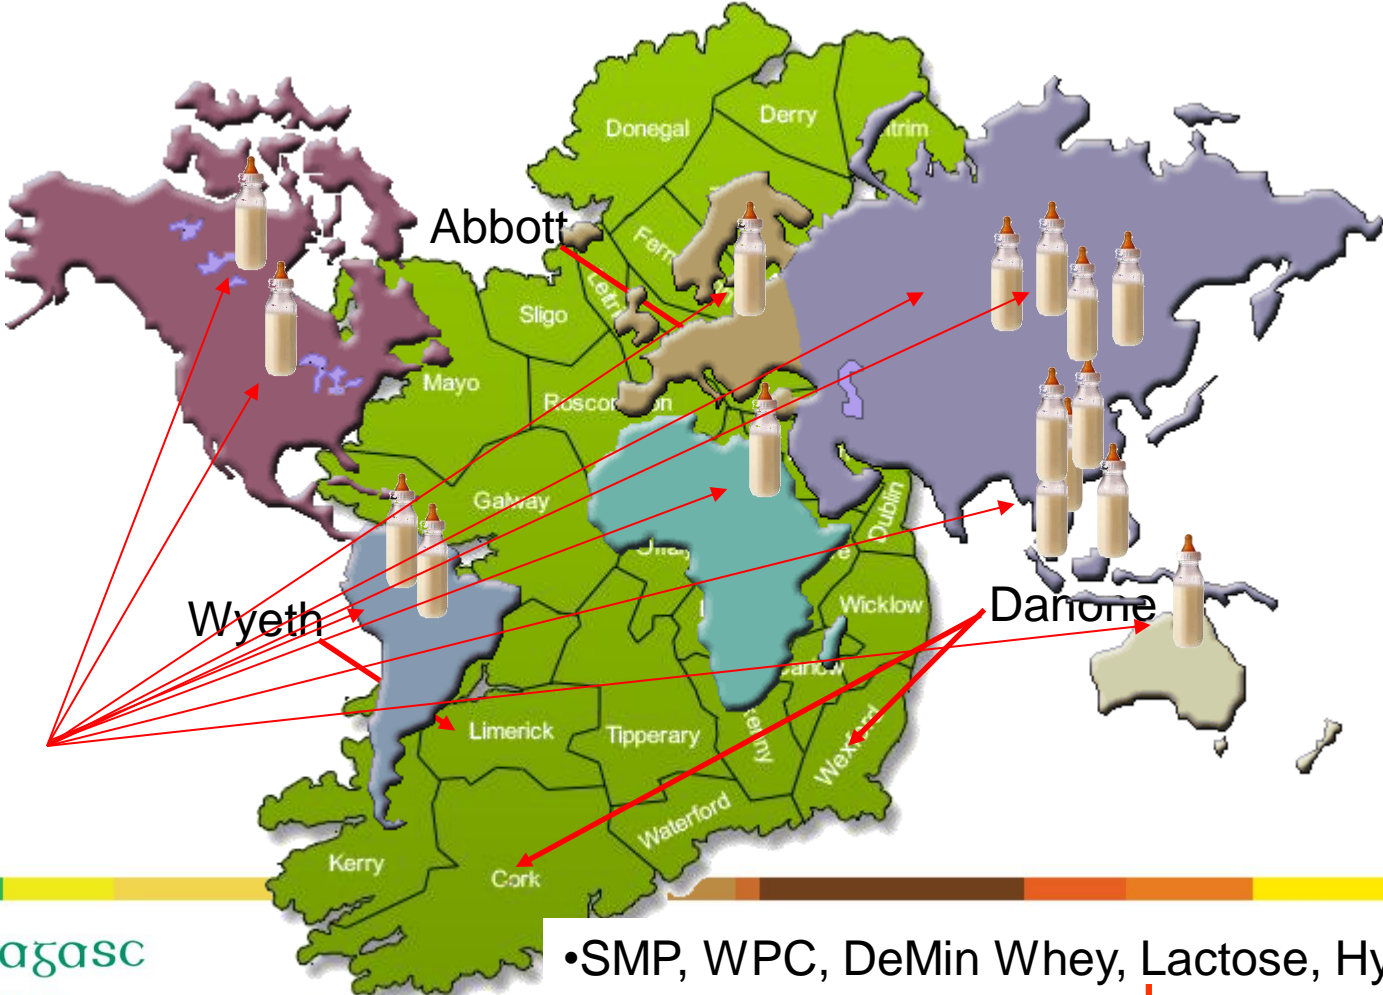 Donegal
Derry
Abbott
Sligo
Mayo
Galway
Dublin
Wyeth
Wicklow
Danone
Limerick
Tipperary
Wexford
Waterford
Kerry
Cork
•SMP, WPC, DeMin Whey, Lactose, Hy
agasc